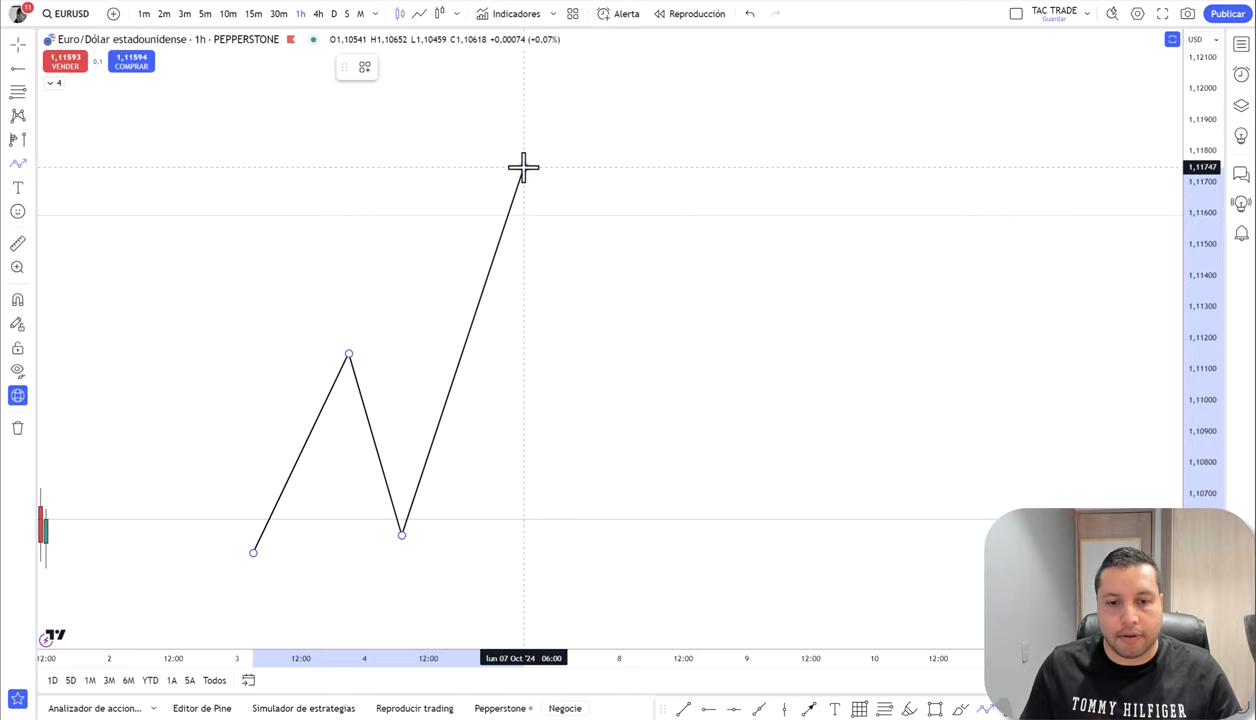 11
EURUSD
1m 2m 3m 5m 10m 15m 30m 1h 4h D S M
Indicadores
Alerta
Reproducción
TAC TRADE
Guardar
Publicar
Euro/Dólar estadounidense · 1h · PEPPERSTONE
O1,10541 H1,10652 L1,10459 C1,10618 +0,00074 (+0,07%)
USD
1,11593
VENDER
0,1
1,11594
COMPRAR
4
1,12100
1,12000
1,11900
1,11800
1,11747
1,11700
1,11600
1,11500
1,11400
1,11300
1,11200
1,11100
1,11000
1,10900
1,10800
1,10700
12:00 2 12:00 3 12:00 4 12:00 lun 07 Oct '24 06:00 8 12:00 9 12:00 10 12:00
1D 5D 1M 3M 6M YTD 1A 5A Todos
Analizador de accion... Editor de Pine Simulador de estrategias Reproducir trading Pepperstone Negocie
TOMMY HILFIGER